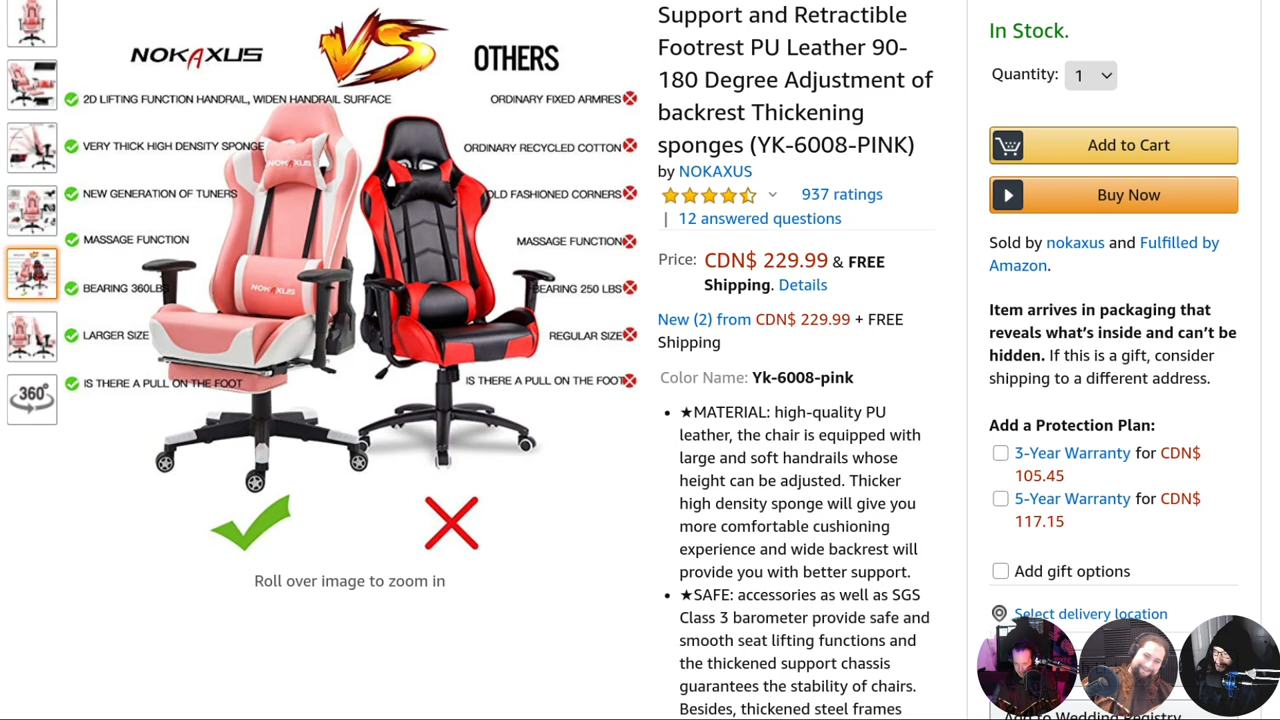 NOKAXUS
VS
OTHERS
2D LIFTING FUNCTION HANDRAIL, WIDEN HANDRAIL SURFACE
ORDINARY FIXED ARMRES
VERY THICK HIGH DENSITY SPONGE
ORDINARY RECYCLED COTTON
NEW GENERATION OF TUNERS
OLD FASHIONED CORNERS
MASSAGE FUNCTION
MASSAGE FUNCTION
BEARING 360LBS
BEARING 250 LBS
LARGER SIZE
REGULAR SIZE
IS THERE A PULL ON THE FOOT
IS THERE A PULL ON THE FOOT
NOKAXUS
NOKAXUS
360°
Roll over image to zoom in
Support and Retractible
Footrest PU Leather 90-
180 Degree Adjustment of
backrest Thickening
sponges (YK-6008-PINK)
by NOKAXUS
937 ratings
| 12 answered questions
Price: CDN$ 229.99 & FREE
Shipping. Details
New (2) from CDN$ 229.99 + FREE
Shipping
Color Name: Yk-6008-pink
• ★MATERIAL: high-quality PU
leather, the chair is equipped with
large and soft handrails whose
height can be adjusted. Thicker
high density sponge will give you
more comfortable cushioning
experience and wide backrest will
provide you with better support.
• ★SAFE: accessories as well as SGS
Class 3 barometer provide safe and
smooth seat lifting functions and
the thickened support chassis
guarantees the stability of chairs.
Besides, thickened steel frames
In Stock.
Quantity: 1
Add to Cart
Buy Now
Sold by nokaxus and Fulfilled by
Amazon.
Item arrives in packaging that
reveals what's inside and can't be
hidden. If this is a gift, consider
shipping to a different address.
Add a Protection Plan:
3-Year Warranty for CDN$
105.45
5-Year Warranty for CDN$
117.15
Add gift options
Select delivery location
Add to Wedding Registry